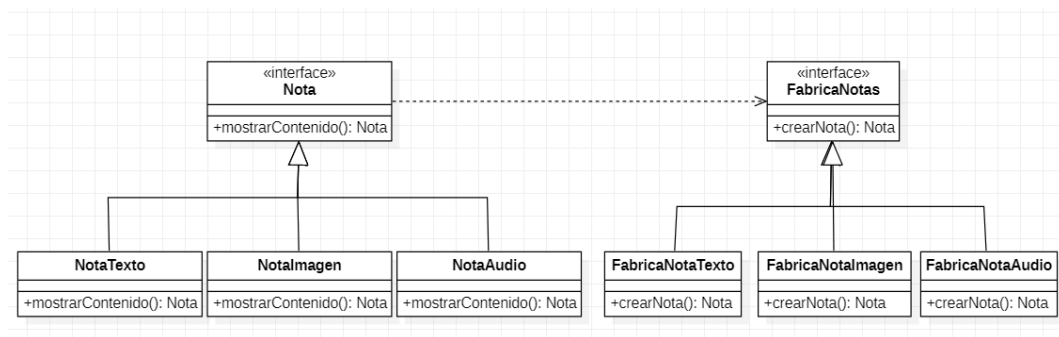 «interface»
Nota
+mostrarContenido(): Nota
«interface»
FabricaNotas
+crearNota(): Nota
NotaTexto
+mostrarContenido(): Nota
NotaImagen
+mostrarContenido(): Nota
NotaAudio
+mostrarContenido(): Nota
FabricaNotaTexto
+crearNota(): Nota
FabricaNotaImagen
+crearNota(): Nota
FabricaNotaAudio
+crearNota(): Nota